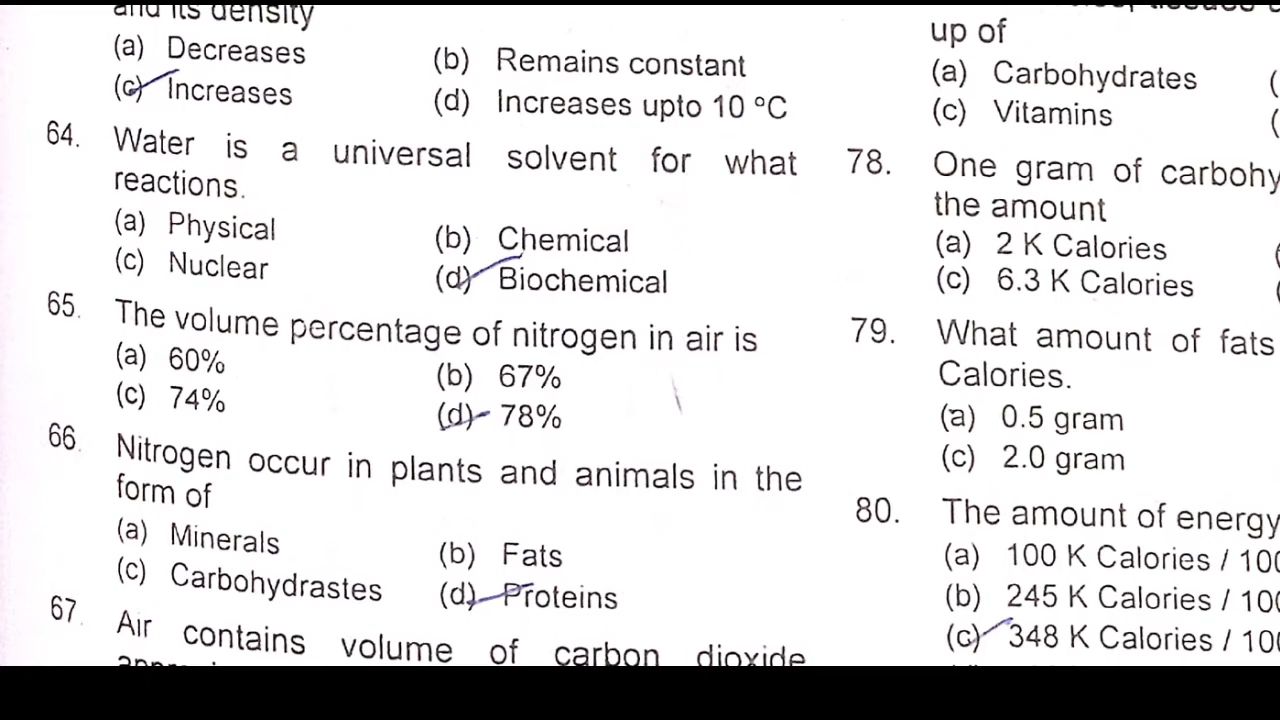 and its density
(a) Decreases
(b) Remains constant
(c) Increases
(d) Increases upto 10 °C
64. Water is a universal solvent for what
reactions.
(a) Physical
(b) Chemical
(c) Nuclear
(d) Biochemical
65. The volume percentage of nitrogen in air is
(a) 60%
(b) 67%
(c) 74%
(d) 78%
66. Nitrogen occur in plants and animals in the
form of
(a) Minerals
(b) Fats
(c) Carbohydrastes
(d) Proteins
67. Air contains volume of carbon dioxide
up of
(a) Carbohydrates
(c) Vitamins
78. One gram of carbohy
the amount
(a) 2 K Calories
(c) 6.3 K Calories
79. What amount of fats
Calories.
(a) 0.5 gram
(c) 2.0 gram
80. The amount of energy
(a) 100 K Calories / 100
(b) 245 K Calories / 100
(c) 348 K Calories / 100